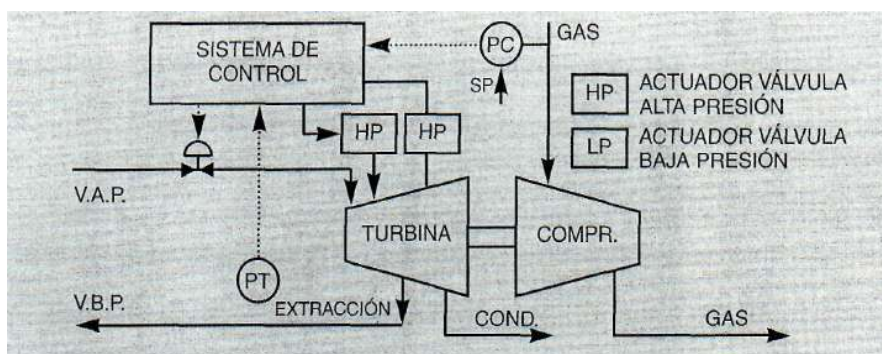 SISTEMA DE
CONTROL
PC
GAS
SP
HP
ACTUADOR VÁLVULA
ALTA PRESIÓN
HP
HP
LP
ACTUADOR VÁLVULA
BAJA PRESIÓN
V.A.P.
TURBINA
COMPR.
PT
V.B.P.
EXTRACCIÓN
COND.
GAS